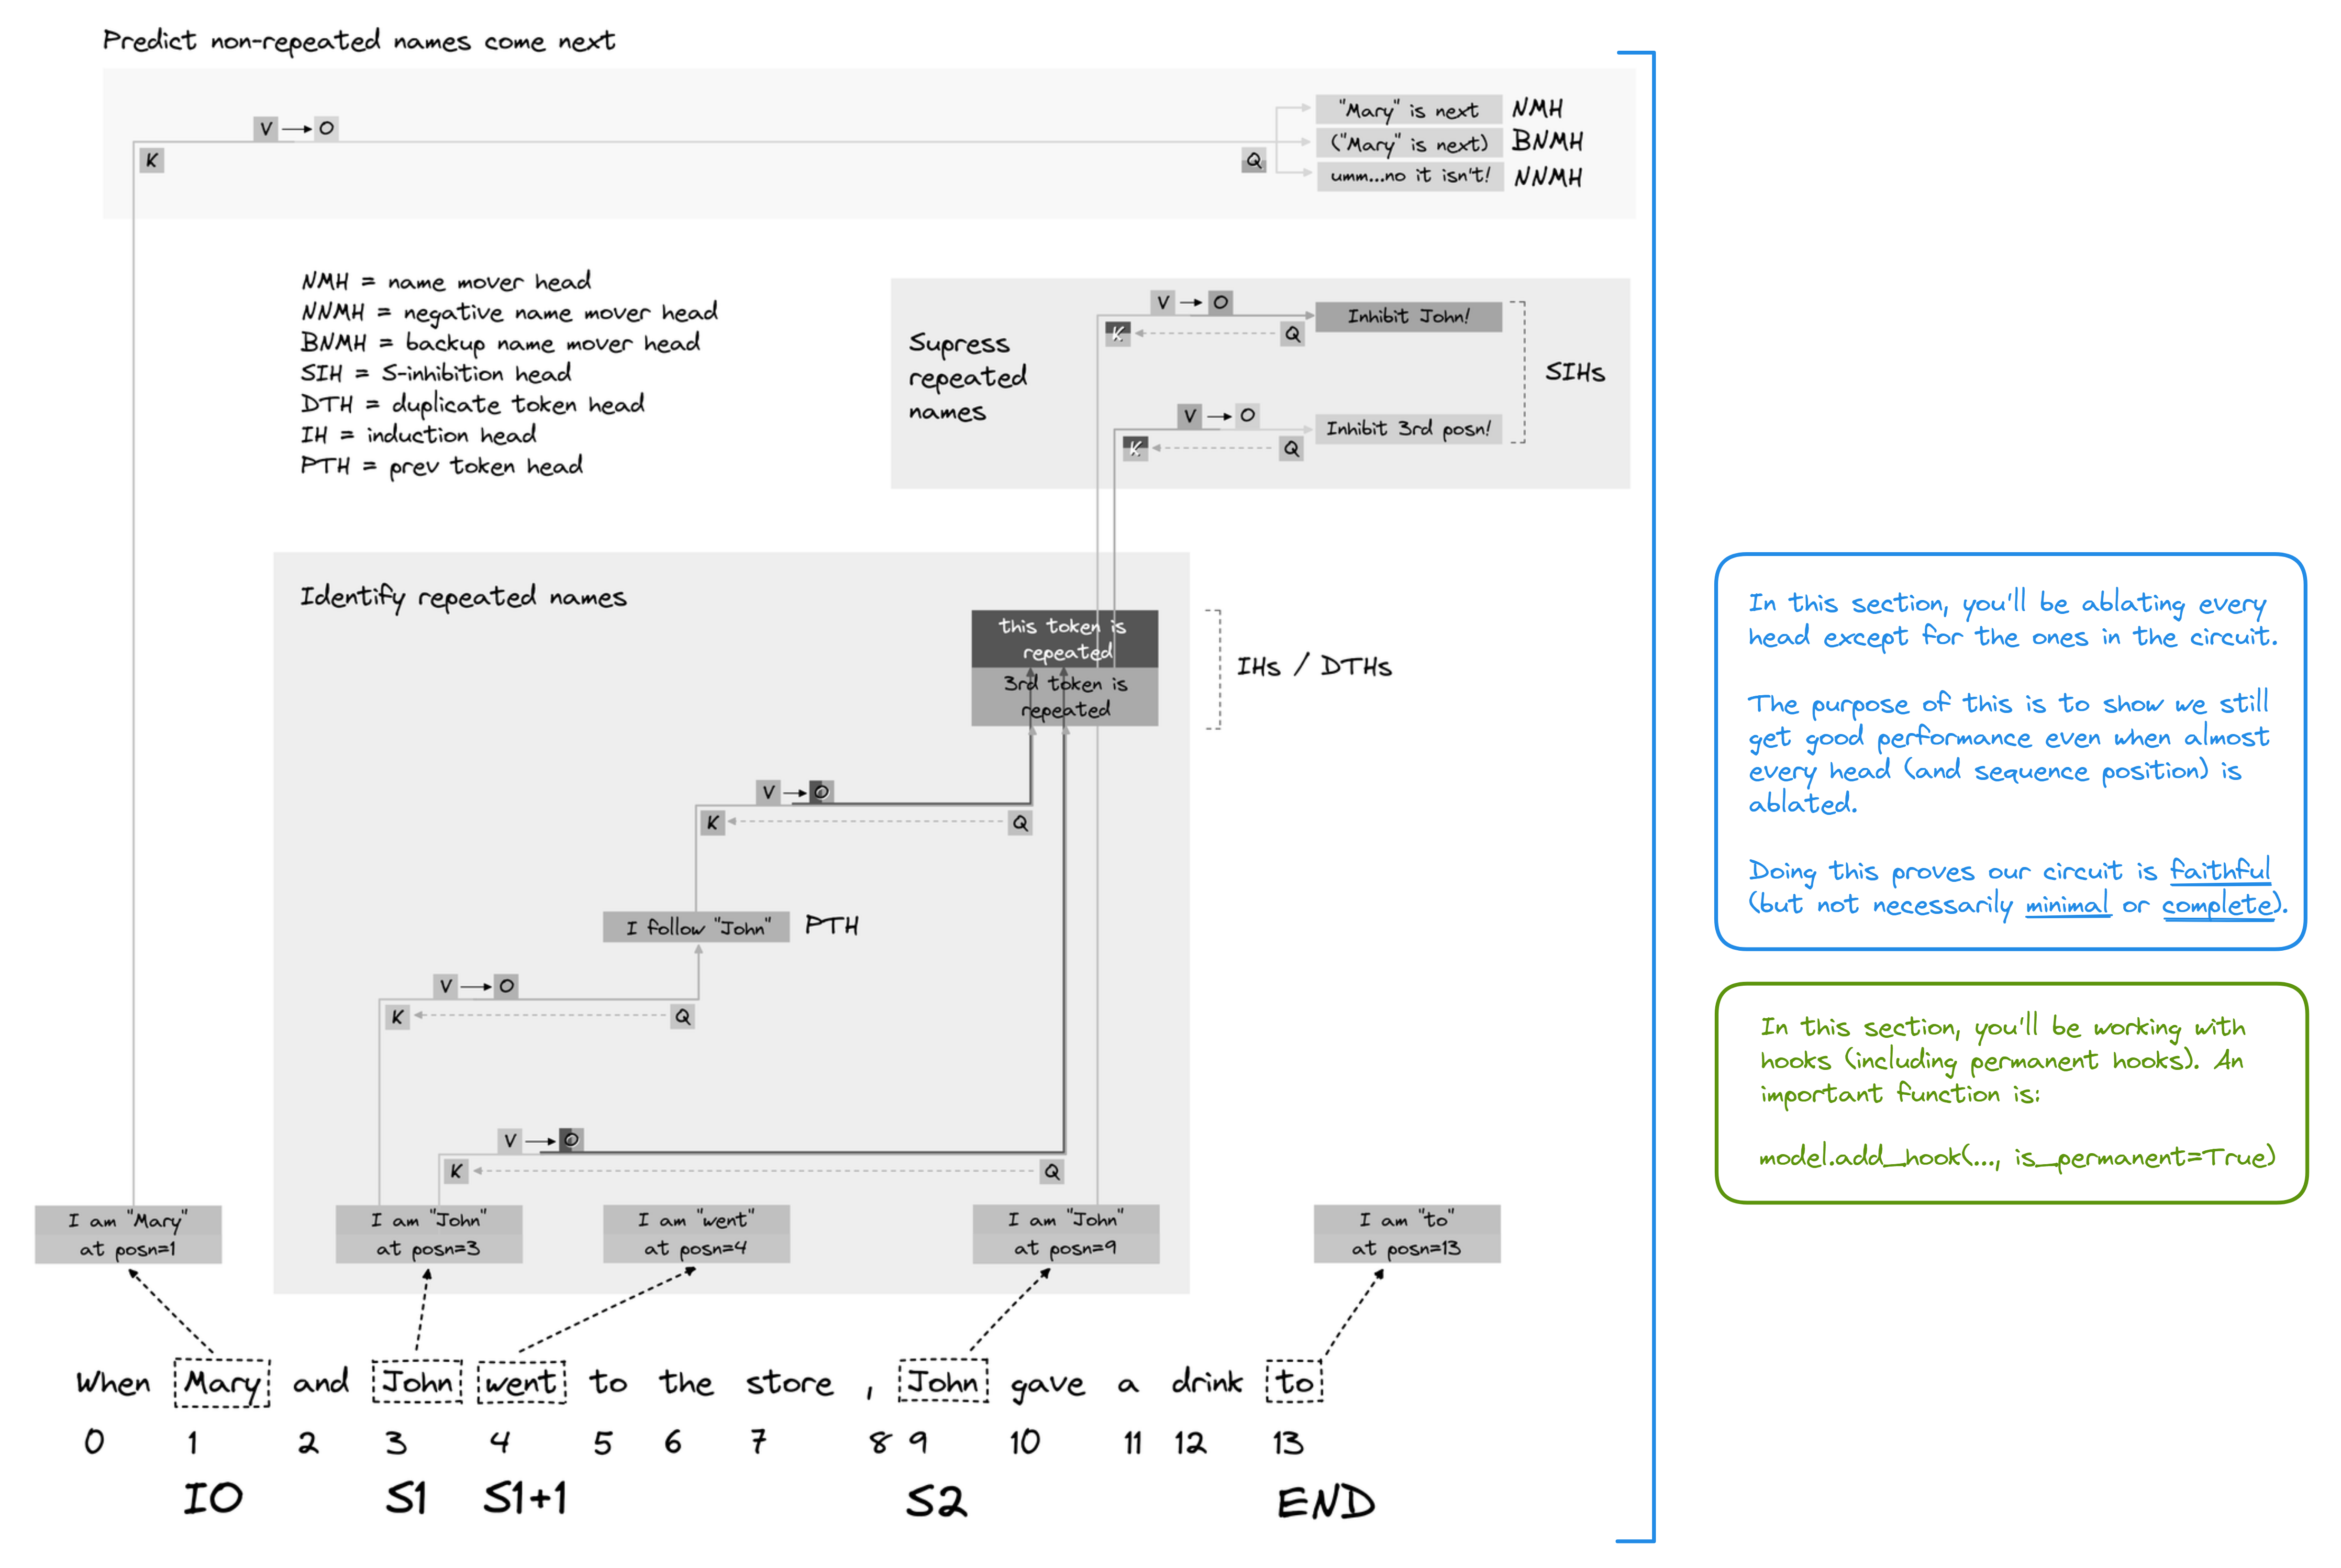 Predict non-repeated names come next
V → O
K
Q
"Mary" is next NMH
("Mary" is next) BNMH
umm...no it isn't! NNMH
NMH = name mover head
NNMH = negative name mover head
BNMH = backup name mover head
SIH = S-inhibition head
DTH = duplicate token head
IH = induction head
PTH = prev token head
Supress
repeated
names
V → O
K
Q
Inhibit John!
V → O
K
Q
Inhibit 3rd posn!
SIHs
Identify repeated names
this token is
repeated
3rd token is
repeated
IHs / DTHs
V → O
K
Q
I follow "John" PTH
V → O
K
Q
V → O
K
Q
I am "Mary"
at posn=1
I am "John"
at posn=3
I am "went"
at posn=4
I am "John"
at posn=9
I am "to"
at posn=13
When Mary and John went to the store , John gave a drink to
0 1 2 3 4 5 6 7 8 9 10 11 12 13
IO S1 S1+1 S2 END
In this section, you'll be ablating every
head except for the ones in the circuit.
The purpose of this is to show we still
get good performance even when almost
every head (and sequence position) is
ablated.
Doing this proves our circuit is faithful
(but not necessarily minimal or complete).
In this section, you'll be working with
hooks (including permanent hooks). An
important function is:
model.add_hook(..., is_permanent=True)